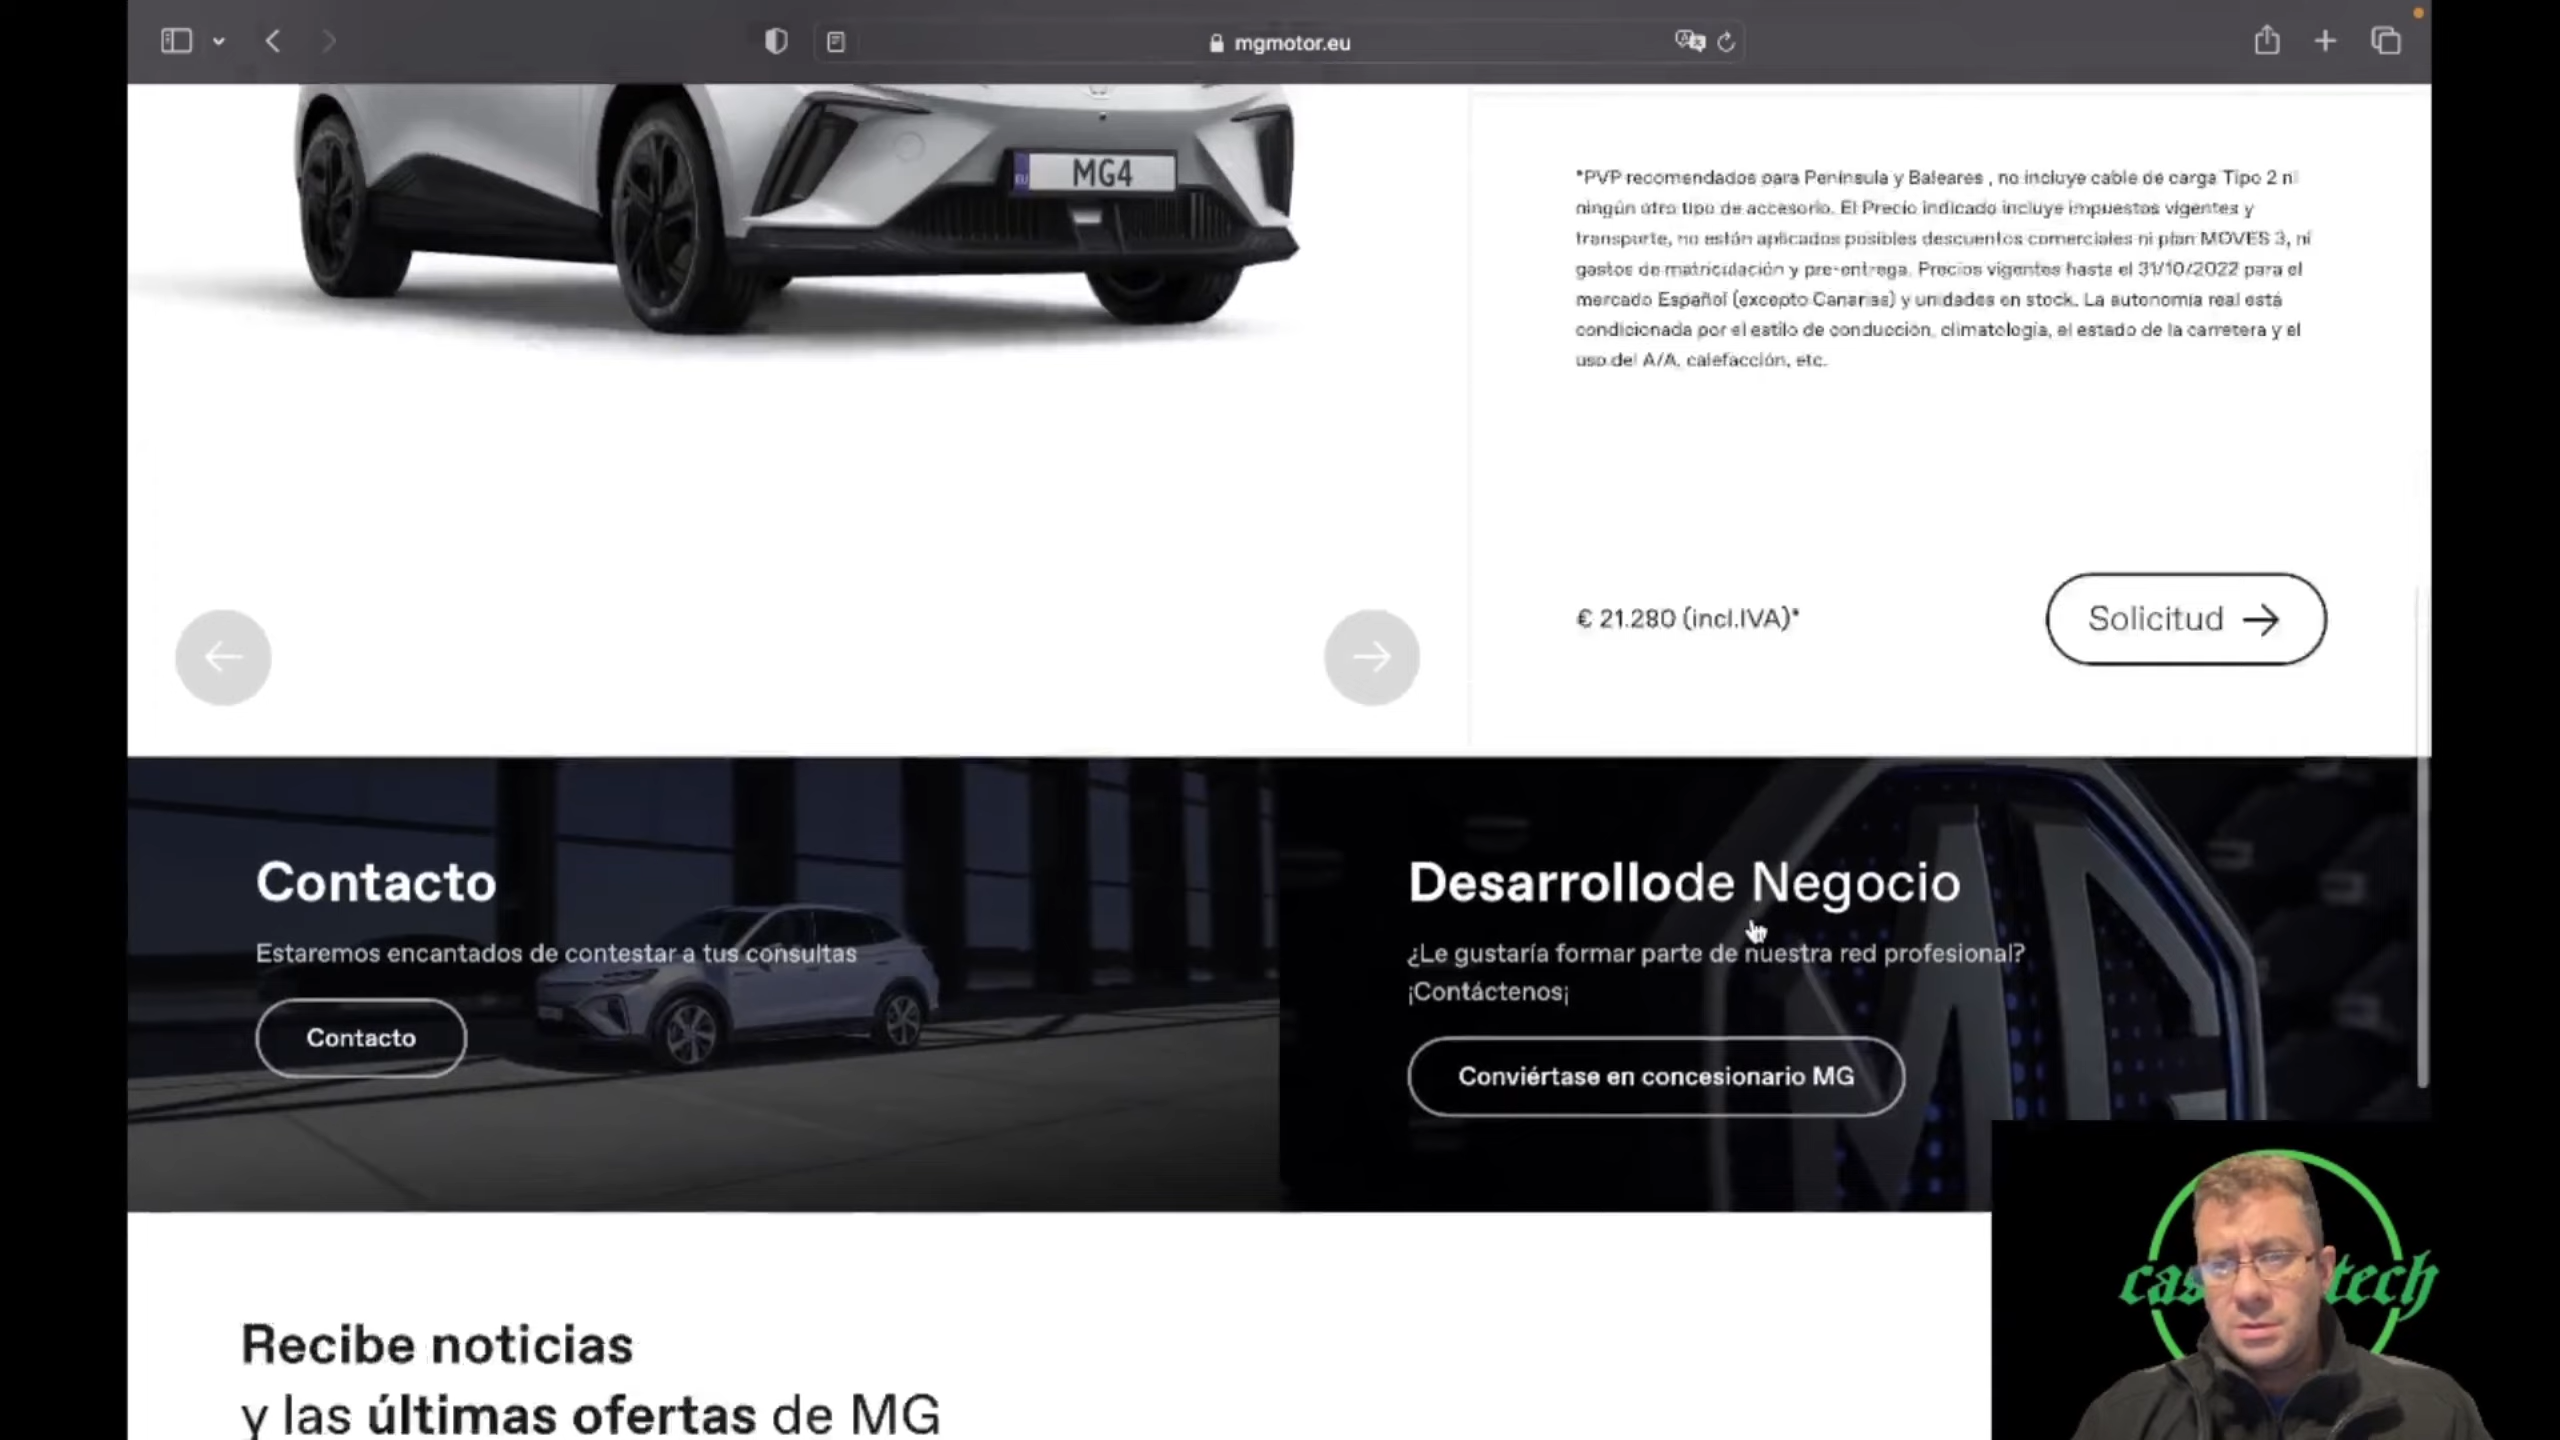 mgmotor.eu
MG4
*PVP recomendados para Península y Baleares , no incluye cable de carga Tipo 2 ni
ningún otro tipo de accesorio. El Precio indicado incluye impuestos vigentes y
transporte, no están aplicados posibles descuentos comerciales ni plan MOVES 3, ni
gastos de matriculación y pre-entrega. Precios vigentes hasta el 31/10/2022 para el
mercado Español (excepto Canarias) y unidades en stock. La autonomía real está
condicionada por el estilo de conducción, climatología, el estado de la carretera y el
uso del A/A, calefacción, etc.
€ 21.280 (incl.IVA)*
Solicitud
Contacto
Estaremos encantados de contestar a tus consultas
Contacto
Desarrollode Negocio
¿Le gustaría formar parte de nuestra red profesional?
¡Contáctenos¡
Conviértase en concesionario MG
Recibe noticias
y las últimas ofertas de MG
cas tech